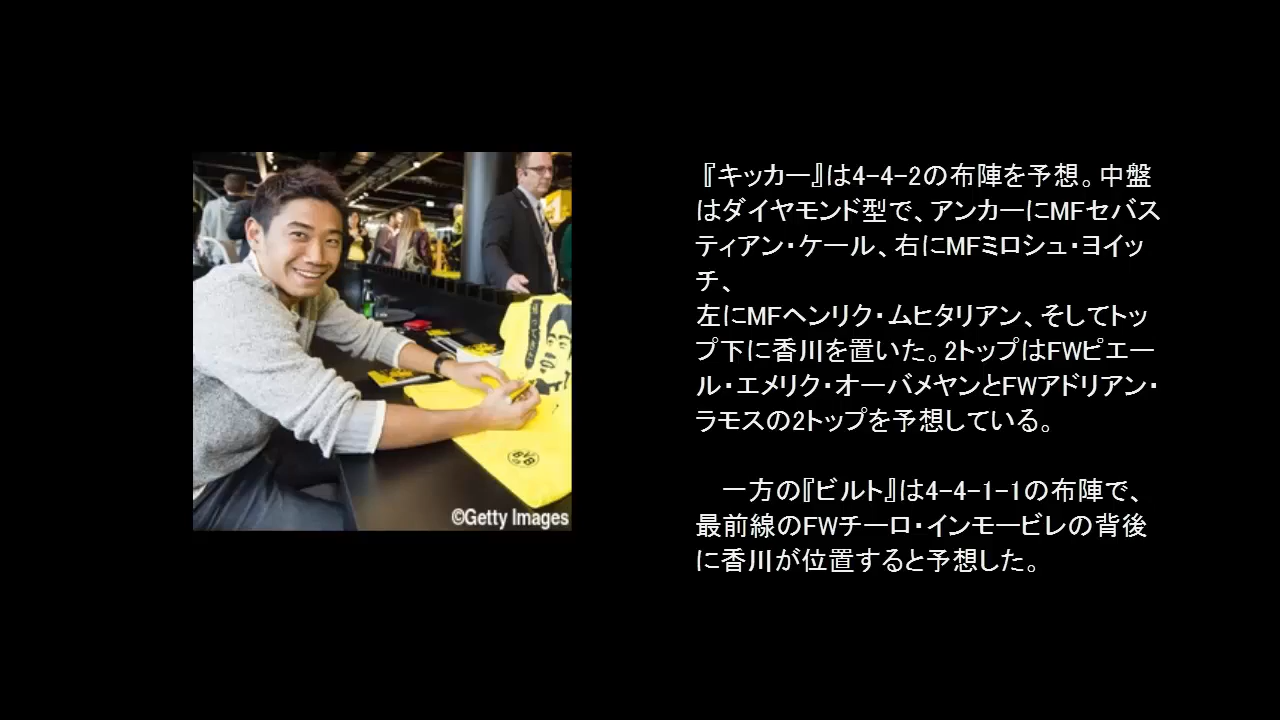 『キッカー』は4-4-2の布陣を予想。中盤
はダイヤモンド型で、アンカーにMFセバス
ティアン・ケール、右にMFミロシュ・ヨイッ
チ、
左にMFヘンリク・ムヒタリアン、そしてトッ
プ下に香川を置いた。2トップはFWピエー
ル・エメリク・オーバメヤンとFWアドリアン・
ラモスの2トップを予想している。
一方の『ビルト』は4-4-1-1の布陣で、
最前線のFWチーロ・インモービレの背後
に香川が位置すると予想した。
BVB
09
©Getty Images